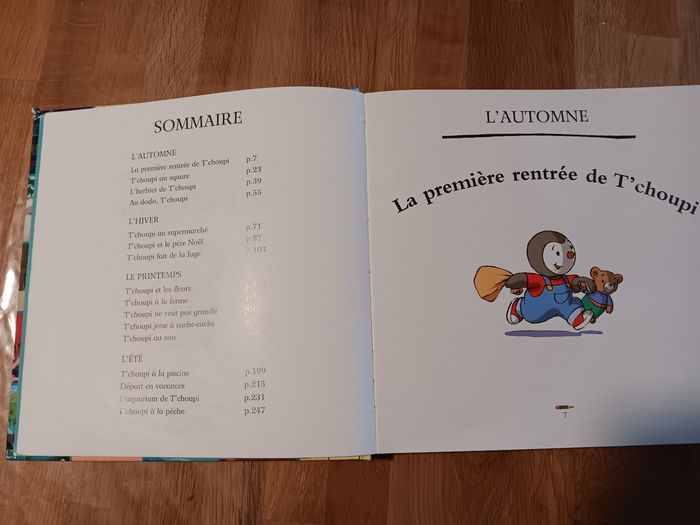 SOMMAIRE
L'AUTOMNE
La première rentrée de T'choupi p.7
T'choupi au square p.23
L'herbier de T'choupi p.39
Au dodo, T'choupi p.55
L'HIVER
T'choupi au supermarché p.71
T'choupi et le père Noël p.87
T'choupi fait de la luge p.103
LE PRINTEMPS
T'choupi et les fleurs
T'choupi à la ferme
T'choupi ne veut pas grandir
T'choupi joue à cache-cache
T'choupi au zoo
L'ÉTÉ
T'choupi à la piscine p.199
Départ en vacances p.215
L'aquarium de T'choupi p.231
T'choupi à la pêche p.247
L'AUTOMNE
La première rentrée de T'choupi
7